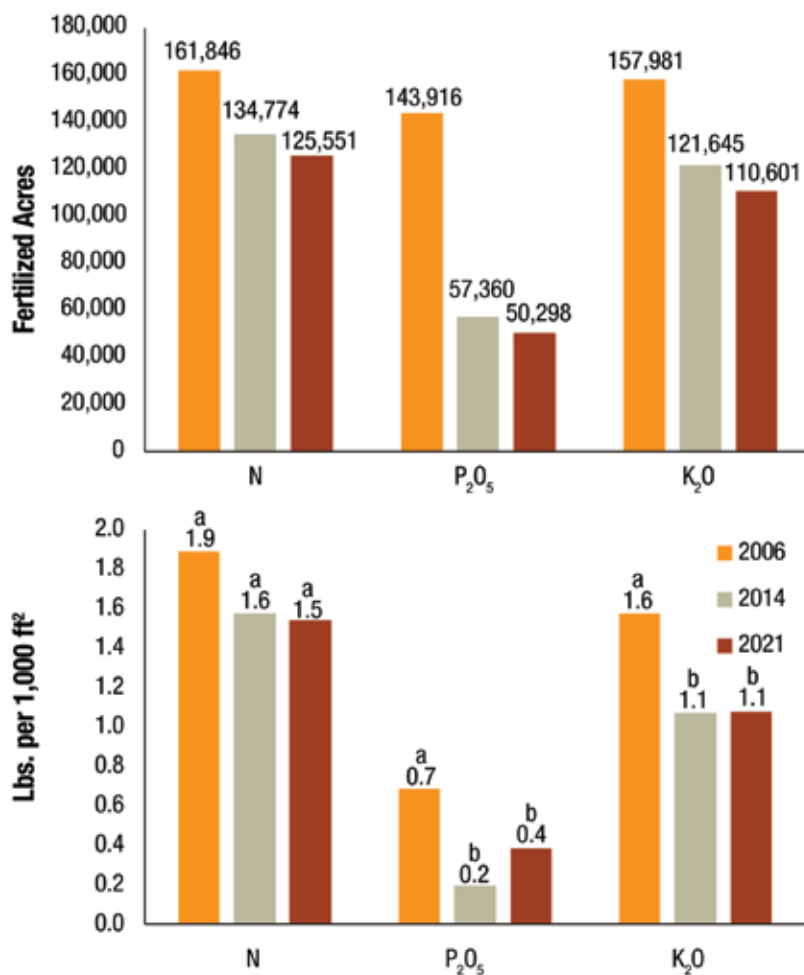 180,000
160,000
140,000
120,000
100,000
80,000
60,000
40,000
20,000
0
Fertilized Acres
161,846
134,774
125,551
143,916
57,360
50,298
157,981
121,645
110,601
N
P₂O₅
K₂O
2.0
1.8
1.6
1.4
1.2
1.0
0.8
0.6
0.4
0.2
0.0
Lbs. per 1,000 ft²
a
1.9
a
1.6
a
1.5
a
0.7
b
0.2
b
0.4
a
1.6
b
1.1
b
1.1
2006
2014
2021
N
P₂O₅
K₂O